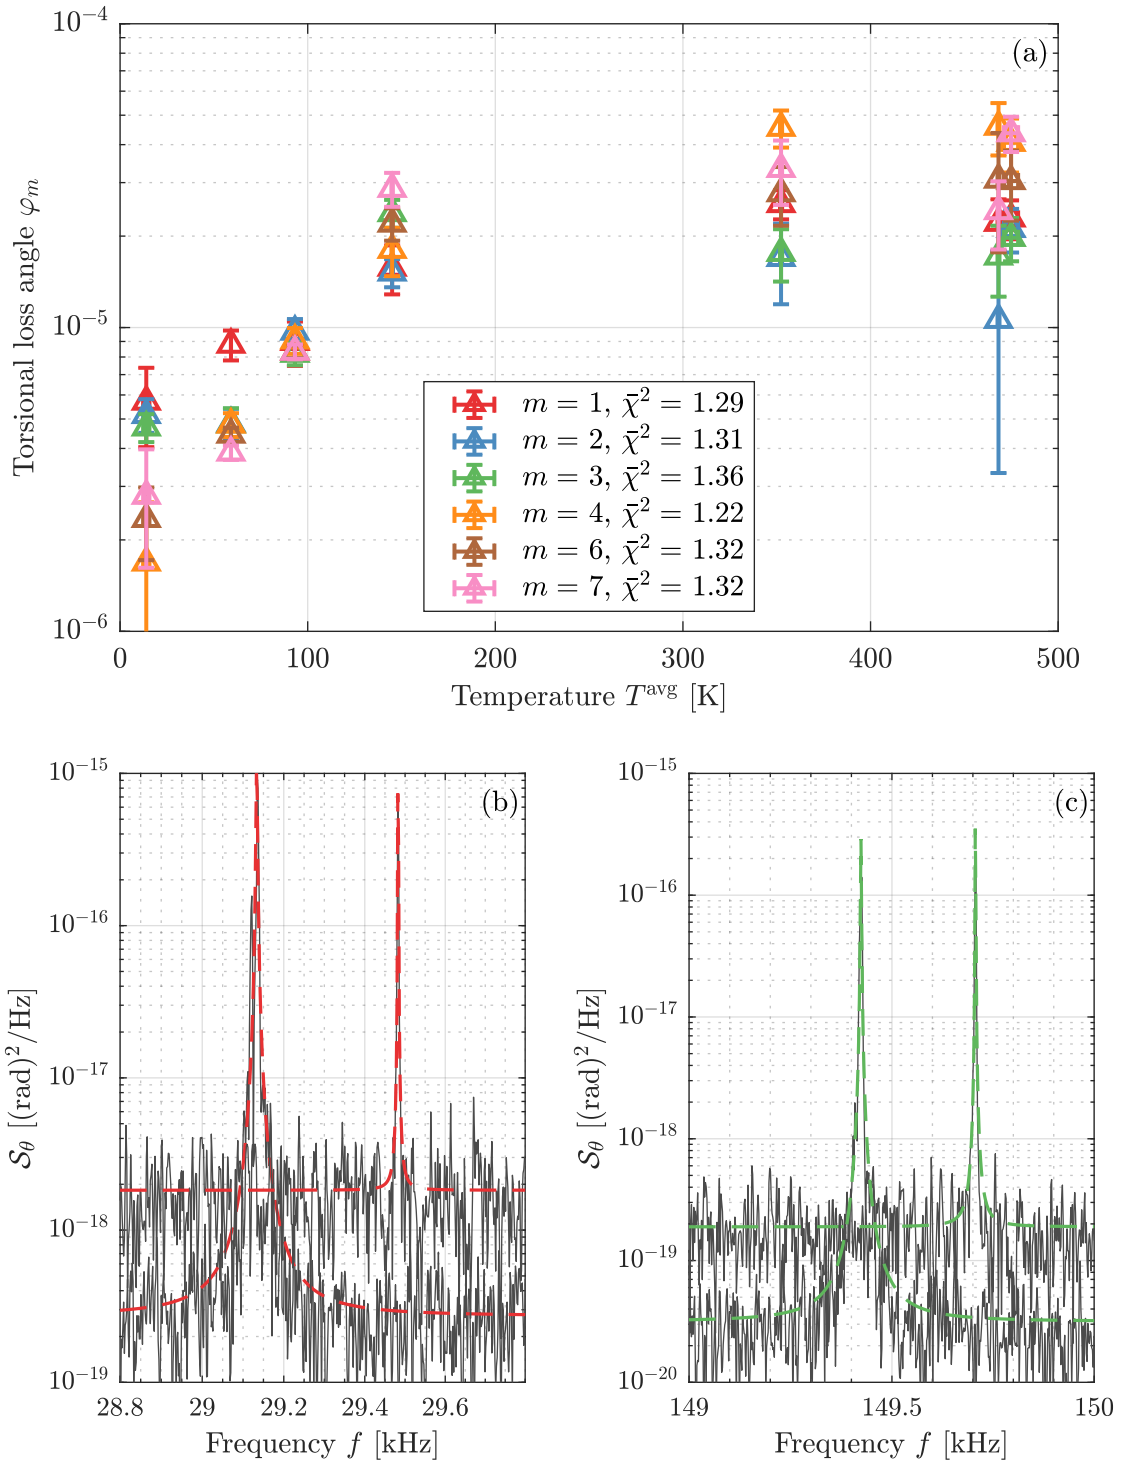 (a)
10⁻⁴
10⁻⁵
10⁻⁶
Torsional loss angle φₘ
m = 1, χ̄² = 1.29
m = 2, χ̄² = 1.31
m = 3, χ̄² = 1.36
m = 4, χ̄² = 1.22
m = 6, χ̄² = 1.32
m = 7, χ̄² = 1.32
0 100 200 300 400 500
Temperature Tᵃᵛᵍ [K]
(b)
10⁻¹⁵
10⁻¹⁶
10⁻¹⁷
10⁻¹⁸
10⁻¹⁹
𝒮_θ [(rad)²/Hz]
28.8 29 29.2 29.4 29.6
Frequency f [kHz]
(c)
10⁻¹⁵
10⁻¹⁶
10⁻¹⁷
10⁻¹⁸
10⁻¹⁹
10⁻²⁰
𝒮_θ [(rad)²/Hz]
149 149.5 150
Frequency f [kHz]